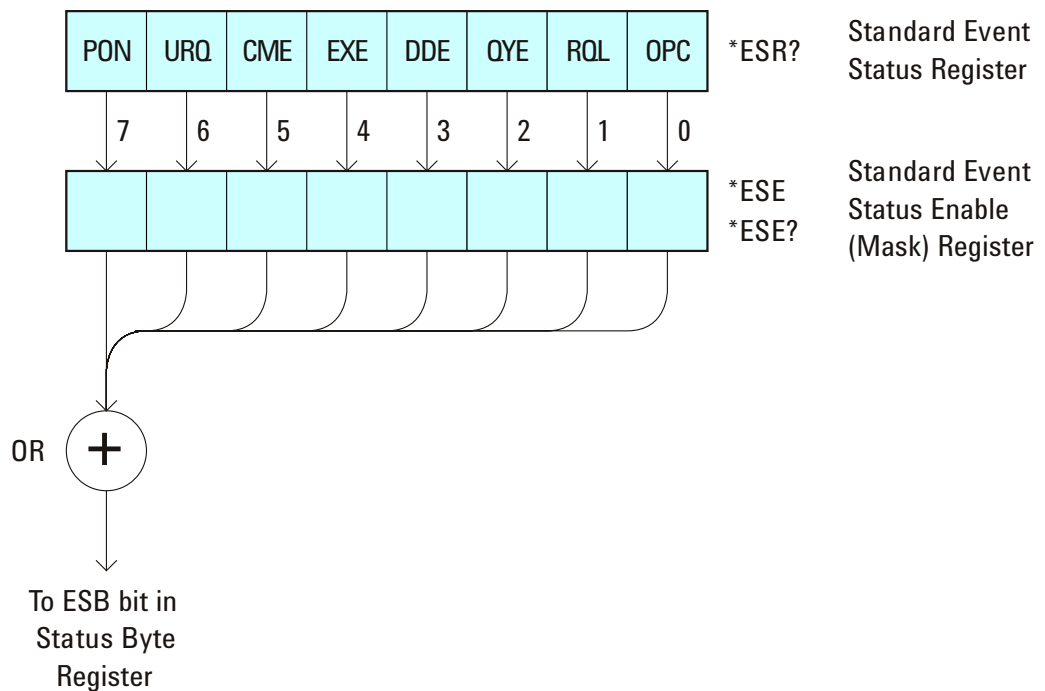 PON URQ CME EXE DDE QYE RQL OPC *ESR?
Standard Event
Status Register
7 6 5 4 3 2 1 0
*ESE
*ESE?
Standard Event
Status Enable
(Mask) Register
OR +
To ESB bit in
Status Byte
Register